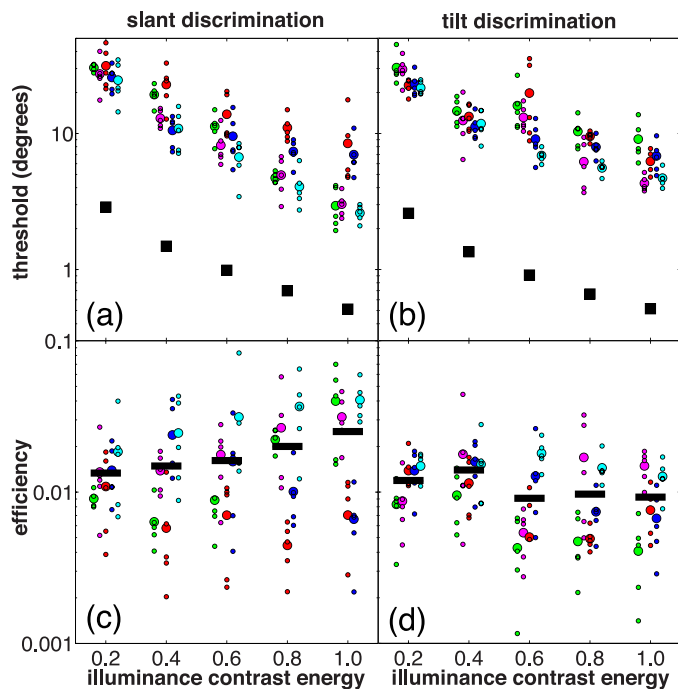 slant discrimination
tilt discrimination
threshold (degrees)
10
1
0.1
(a)
(b)
efficiency
0.01
0.001
(c)
(d)
0.2 0.4 0.6 0.8 1.0
0.2 0.4 0.6 0.8 1.0
illuminance contrast energy
illuminance contrast energy